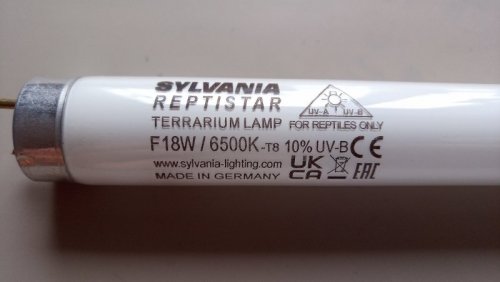 SYLVANIA
REPTISTAR
TERRARIUM LAMP
F18W / 6500K-T8 10% UV-B CE
www.sylvania-lighting.com
MADE IN GERMANY
UV-A UV-B
FOR REPTILES ONLY
UK
CA
EAC